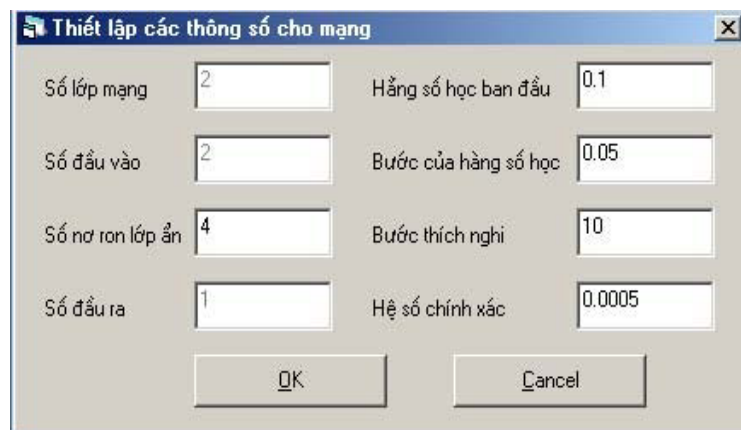 Thiết lập các thông số cho mạng
Số lớp mạng 2 Hằng số học ban đầu 0.1
Số đầu vào 2 Bước của hàng số học 0.05
Số nơ ron lớp ẩn 4 Bước thích nghi 10
Số đầu ra 1 Hệ số chính xác 0.0005
OK Cancel